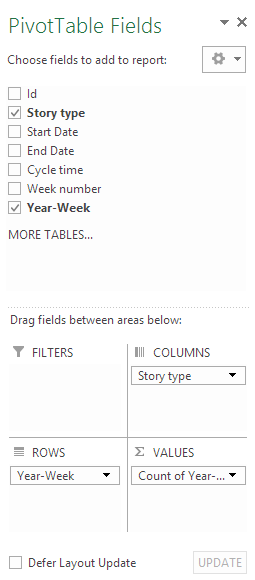 PivotTable Fields
Choose fields to add to report:
Id
Story type
Start Date
End Date
Cycle time
Week number
Year-Week
MORE TABLES...
Drag fields between areas below:
FILTERS
COLUMNS
Story type
ROWS
VALUES
Year-Week
Count of Year-...
Defer Layout Update
UPDATE